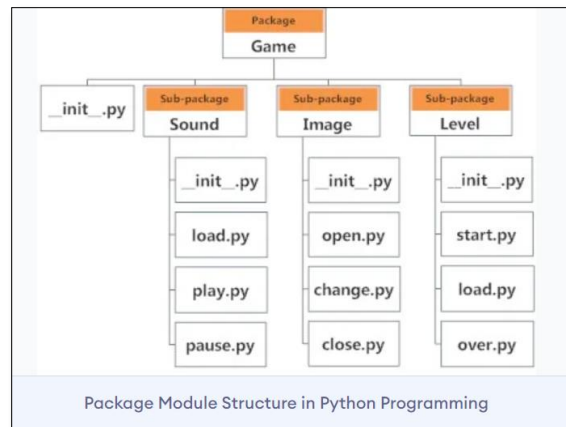 Package
Game
__init__.py
Sub-package
Sound
Sub-package
Image
Sub-package
Level
__init__.py
load.py
play.py
pause.py
__init__.py
open.py
change.py
close.py
__init__.py
start.py
load.py
over.py
Package Module Structure in Python Programming